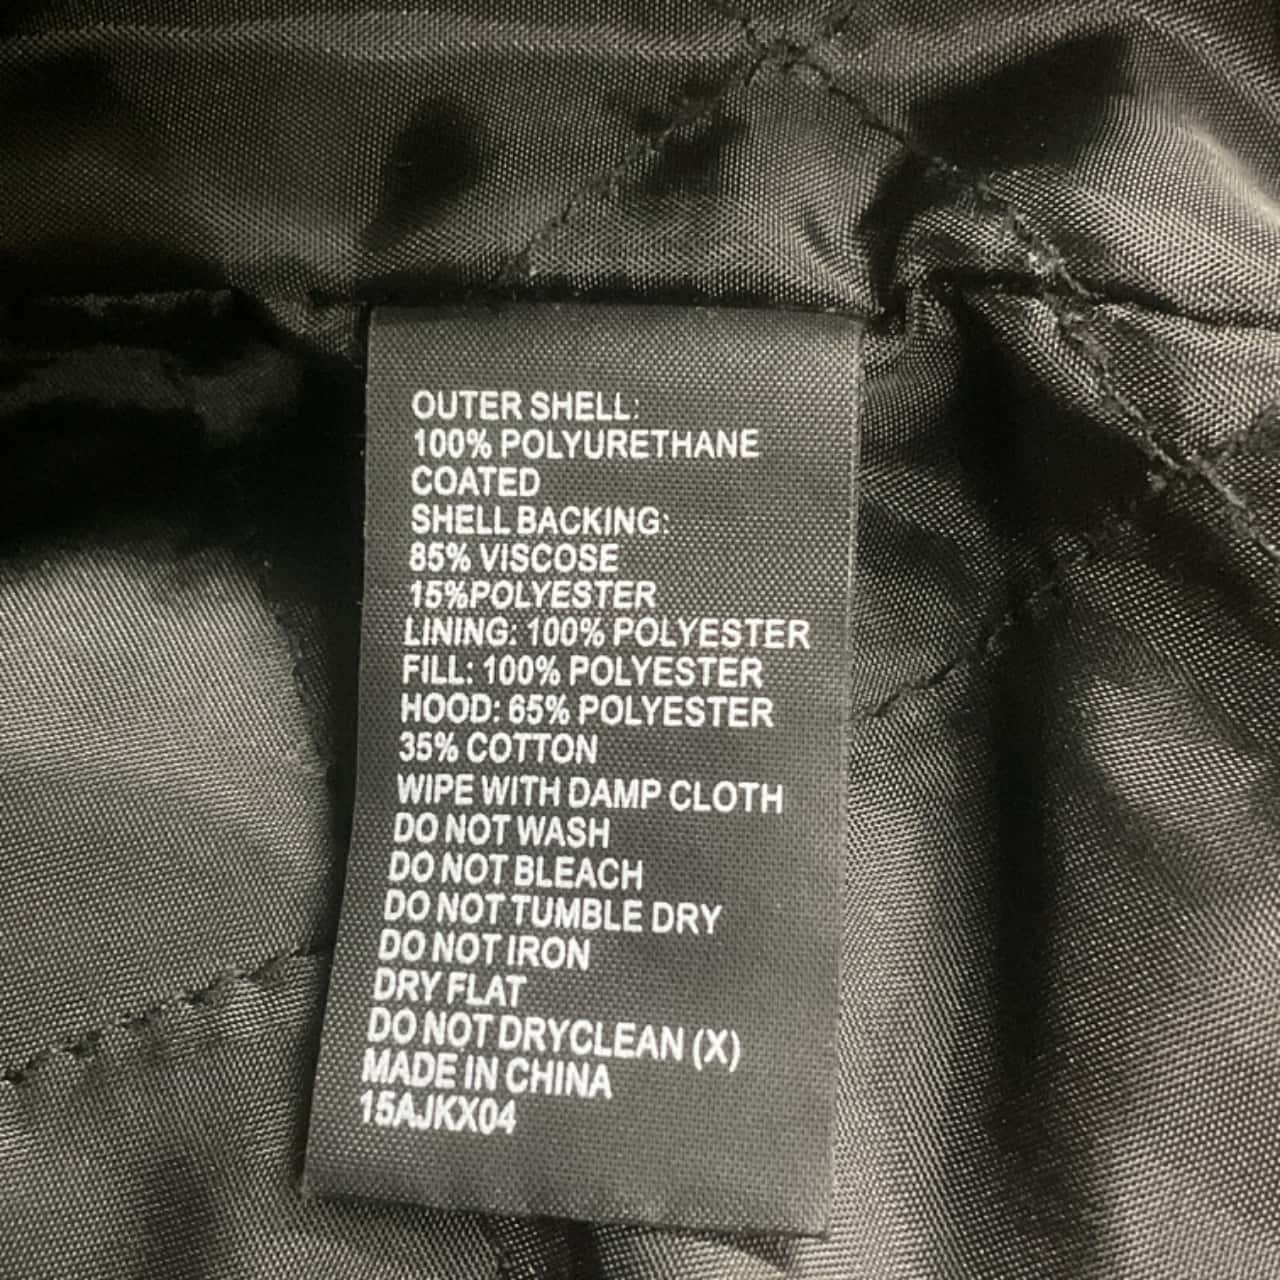 OUTER SHELL:
100% POLYURETHANE
COATED
SHELL BACKING:
85% VISCOSE
15%POLYESTER
LINING: 100% POLYESTER
FILL: 100% POLYESTER
HOOD: 65% POLYESTER
35% COTTON
WIPE WITH DAMP CLOTH
DO NOT WASH
DO NOT BLEACH
DO NOT TUMBLE DRY
DO NOT IRON
DRY FLAT
DO NOT DRYCLEAN (X)
MADE IN CHINA
15AJKX04